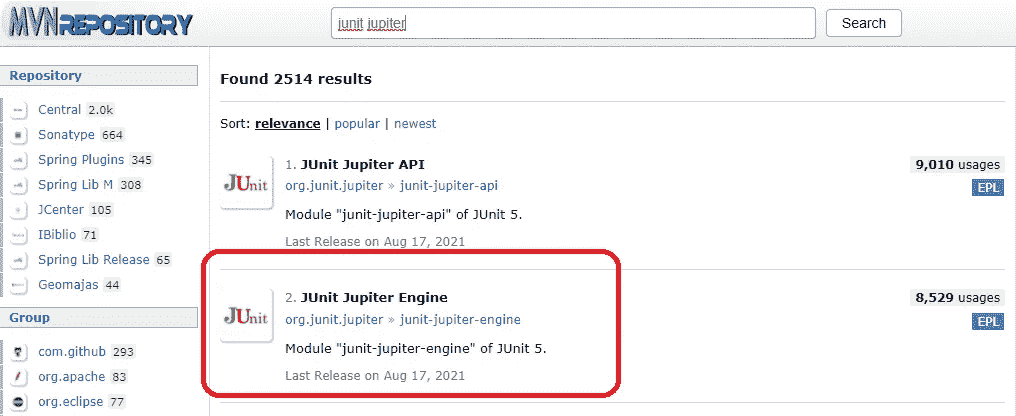 MVNREPOSITORY
junit jupiter
Search
Repository
Central 2.0k
Sonatype 664
Spring Plugins 345
Spring Lib M 308
JCenter 105
IBiblio 71
Spring Lib Release 65
Geomajas 44
Group
com.github 293
org.apache 83
org.eclipse 77
Found 2514 results
Sort: relevance | popular | newest
JUnit
1. JUnit Jupiter API
9,010 usages
org.junit.jupiter » junit-jupiter-api
EPL
Module "junit-jupiter-api" of JUnit 5.
Last Release on Aug 17, 2021
JUnit
2. JUnit Jupiter Engine
8,529 usages
org.junit.jupiter » junit-jupiter-engine
EPL
Module "junit-jupiter-engine" of JUnit 5.
Last Release on Aug 17, 2021